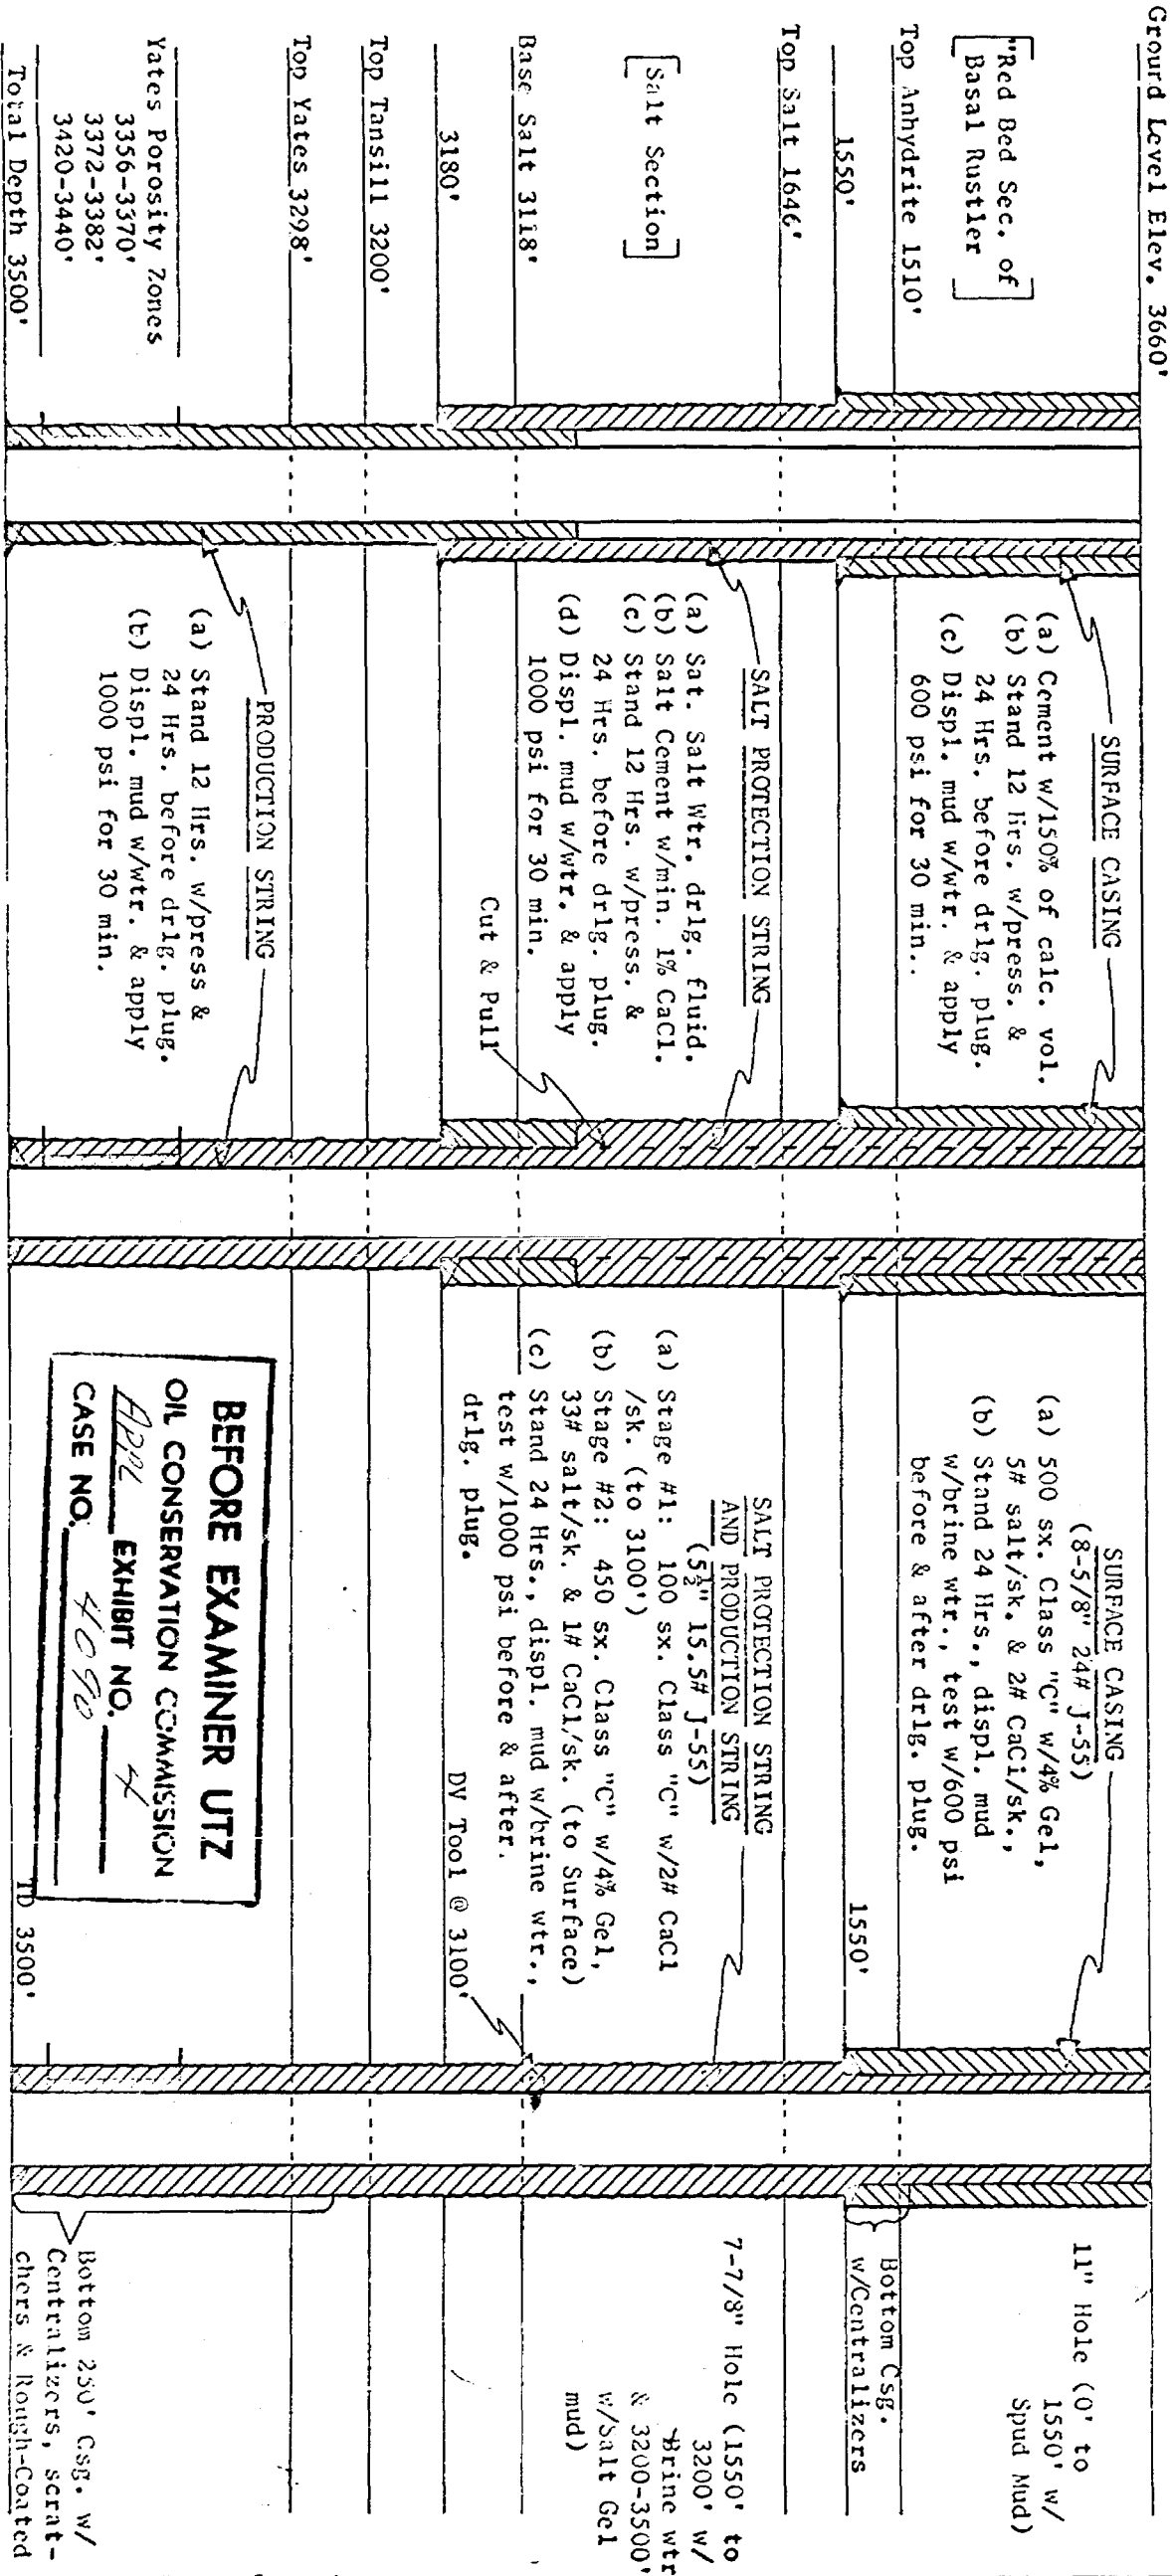 Ground Level Elev. 3660'
"Red Bed Sec. of
Basal Rustler
Top Anhydrite 1510'
1550'
Top Salt 1646'
Salt Section
Base Salt 3118'
3180'
Top Tansill 3200'
Top Yates 3298'
Yates Porosity Zones
3356-3370'
3372-3382'
3420-3440'
Total Depth 3500'
SURFACE CASING
(a) Cement w/150% of calc. vol.
(b) Stand 12 Hrs. w/press. &
24 Hrs. before drlg. plug.
(c) Displ. mud w/wtr. & apply
600 psi for 30 min..
SALT PROTECTION STRING
(a) Sat. Salt Wtr. drlg. fluid.
(b) Salt Cement w/min. 1% CaCl.
(c) Stand 12 Hrs. w/press. &
24 Hrs. before drlg. plug.
(d) Displ. mud w/wtr. & apply
1000 psi for 30 min.
Cut & Pull
PRODUCTION STRING
(a) Stand 12 Hrs. w/press &
24 Hrs. before drlg. plug.
(b) Displ. mud w/wtr. & apply
1000 psi for 30 min.
SURFACE CASING
(8-5/8" 24# J-55)
(a) 500 sx. Class "C" w/4% Gel,
5# salt/sk. & 2# CaCi/sk.,
(b) Stand 24 Hrs., displ. mud
w/brine wtr., test w/600 psi
before & after drlg. plug.
1550'
SALT PROTECTION STRING
AND PRODUCTION STRING
(5½" 15.5# J-55)
(a) Stage #1: 100 sx. Class "C" w/2# CaCl
/sk. (to 3100')
(b) Stage #2: 450 sx. Class "C" w/4% Gel,
33# salt/sk. & 1# CaCl/sk. (to Surface)
(c) Stand 24 Hrs., displ. mud w/brine wtr.,
test w/1000 psi before & after.
drlg. plug.
DV Tool @ 3100'
BEFORE EXAMINER UTZ
OIL CONSERVATION COMMISSION
APPL EXHIBIT NO. 4
CASE NO. 4080
TD 3500'
11" Hole (0' to
1550' w/
Spud Mud)
Bottom Csg.
w/Centralizers
7-7/8" Hole (1550' to
3200' w/
Brine wtr
& 3200-3500'
w/Salt Gel
mud)
Bottom 250' Csg. w/
Centralizers, scrat-
chers & Rough-Coated